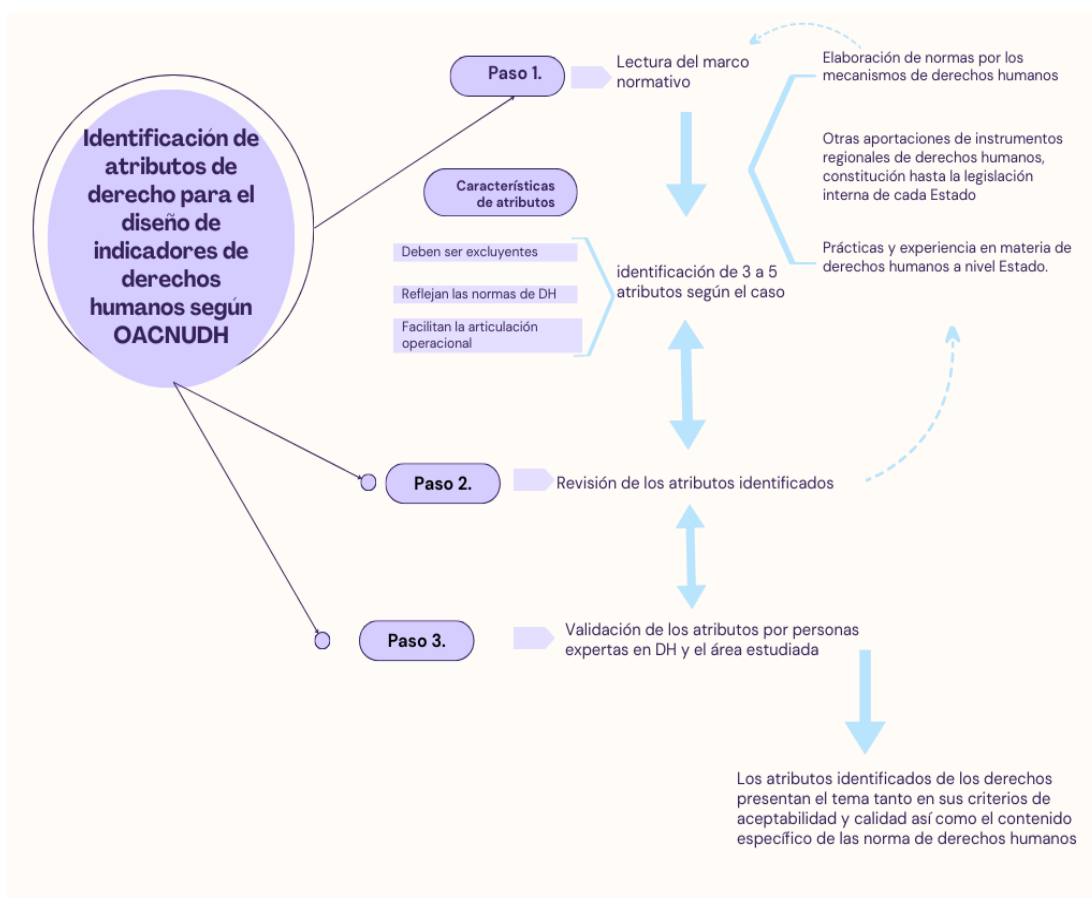 Identificación de
atributos de
derecho para el
diseño de
indicadores de
derechos
humanos según
OACNUDH
Paso 1.
Lectura del marco
normativo
Elaboración de normas por los
mecanismos de derechos humanos
Otras aportaciones de instrumentos
regionales de derechos humanos,
constitución hasta la legislación
interna de cada Estado
Prácticas y experiencia en materia de
derechos humanos a nivel Estado.
Características
de atributos
Deben ser excluyentes
Reflejan las normas de DH
Facilitan la articulación
operacional
identificación de 3 a 5
atributos según el caso
Paso 2.
Revisión de los atributos identificados
Paso 3.
Validación de los atributos por personas
expertas en DH y el área estudiada
Los atributos identificados de los derechos
presentan el tema tanto en sus criterios de
aceptabilidad y calidad así como el contenido
específico de las norma de derechos humanos